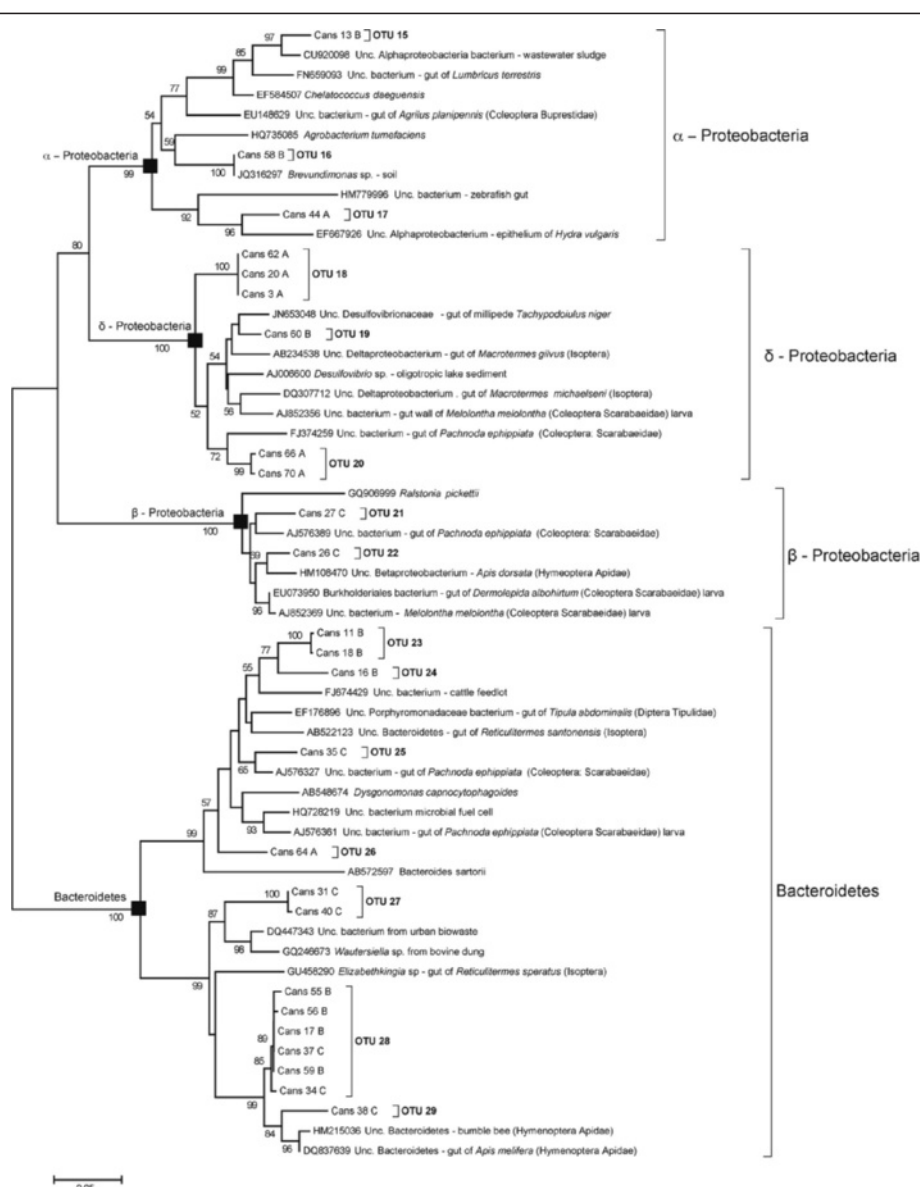 97
Cans 13 B
OTU 15
85
CU920098 Unc. Alphaproteobacteria bacterium - wastewater sludge
99
FN659093 Unc. bacterium - gut of Lumbricus terrestris
77
EF584507 Chelatococcus daeguensis
54
EU148629 Unc. bacterium - gut of Agrilus planipennis (Coleoptera Buprestidae)
α – Proteobacteria
59
HQ735085 Agrobacterium tumefaciens
α – Proteobacteria
99
Cans 58 B
OTU 16
100
JQ316297 Brevundimonas sp. - soil
HM779996 Unc. bacterium - zebrafish gut
92
Cans 44 A
OTU 17
96
EF667926 Unc. Alphaproteobacterium - epithelium of Hydra vulgaris
80
Cans 62 A
100
Cans 20 A
OTU 18
Cans 3 A
δ - Proteobacteria
100
JN653048 Unc. Desulfovibrionaceae - gut of millipede Tachypodoiulus niger
Cans 60 B
OTU 19
54
AB234538 Unc. Deltaproteobacterium - gut of Macrotermes gilvus (Isoptera)
δ - Proteobacteria
AJ006600 Desulfovibrio sp. - oligotropic lake sediment
DQ307712 Unc. Deltaproteobacterium . gut of Macrotermes michaelseni (Isoptera)
56
52
AJ852356 Unc. bacterium - gut wall of Melolontha melolontha (Coleoptera Scarabaeidae) larva
FJ374259 Unc. bacterium - gut of Pachnoda ephippiata (Coleoptera: Scarabaeidae)
72
Cans 66 A
99
Cans 70 A
OTU 20
GQ906999 Ralstonia pickettii
β - Proteobacteria
100
Cans 27 C
OTU 21
AJ576389 Unc. bacterium - gut of Pachnoda ephippiata (Coleoptera: Scarabaeidae)
Cans 26 C
OTU 22
β - Proteobacteria
HM108470 Unc. Betaproteobacterium - Apis dorsata (Hymeoptera Apidae)
EU073950 Burkholderiales bacterium - gut of Dermolepida albohirtum (Coleoptera Scarabaeidae) larva
96
AJ852369 Unc. bacterium - Melolontha melolontha (Coleoptera Scarabaeidae) larva
100
Cans 11 B
OTU 23
Cans 18 B
77
55
Cans 16 B
OTU 24
FJ674429 Unc. bacterium - cattle feedlot
EF176896 Unc. Porphyromonadaceae bacterium - gut of Tipula abdominalis (Diptera Tipulidae)
AB522123 Unc. Bacteroidetes - gut of Reticulitermes santonensis (Isoptera)
Cans 35 C
OTU 25
65
AJ576327 Unc. bacterium - gut of Pachnoda ephippiata (Coleoptera: Scarabaeidae)
AB548674 Dysgonomonas capnocytophagoides
57
HQ728219 Unc. bacterium microbial fuel cell
93
AJ576361 Unc. bacterium - gut of Pachnoda ephippiata (Coleoptera Scarabaeidae) larva
99
Cans 64 A
OTU 26
AB572597 Bacteroides sartorii
Bacteroidetes
100
Bacteroidetes
100
Cans 31 C
OTU 27
Cans 40 C
87
DQ447343 Unc. bacterium from urban biowaste
98
GQ246673 Wautersiella sp. from bovine dung
99
GU458290 Elizabethkingia sp - gut of Reticulitermes speratus (Isoptera)
Cans 55 B
Cans 56 B
Cans 17 B
89
OTU 28
Cans 37 C
85
Cans 59 B
Cans 34 C
99
Cans 38 C
OTU 29
84
HM215036 Unc. Bacteroidetes - bumble bee (Hymenoptera Apidae)
96
DQ837639 Unc. Bacteroidetes - gut of Apis melifera (Hymenoptera Apidae)